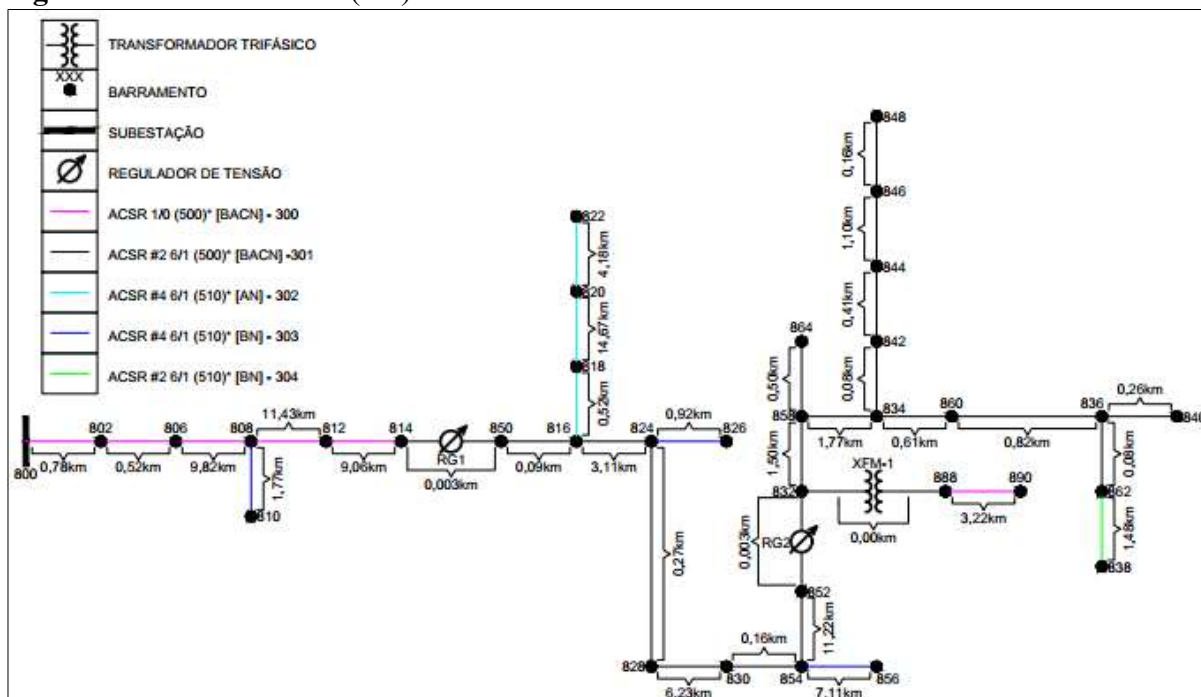 TRANSFORMADOR TRIFÁSICO
XXX
BARRAMENTO
SUBESTAÇÃO
REGULADOR DE TENSÃO
ACSR 1/0 (500)* [BACN] - 300
ACSR #2 6/1 (500)* [BACN] -301
ACSR #4 6/1 (510)* [AN] - 302
ACSR #4 6/1 (510)* [BN] - 303
ACSR #2 6/1 (510)* [BN] - 304
848
0,16km
846
1,10km
844
0,41km
842
0,08km
822
4,18km
820
14,67km
818
0,52km
864
0,50km
858
834
860
836
0,26km
840
1,77km
0,61km
0,82km
11,43km
0,92km
802
806
808
812
814
850
816
824
826
800
0,78km
0,52km
9,82km
9,06km
RG1
0,003km
0,09km
3,11km
1,77km
810
1,50km
832
XFM-1
888
890
0,00km
3,22km
0,08km
862
1,48km
838
0,27km
0,003km
RG2
852
11,22km
0,16km
828
830
854
856
6,23km
7,11km